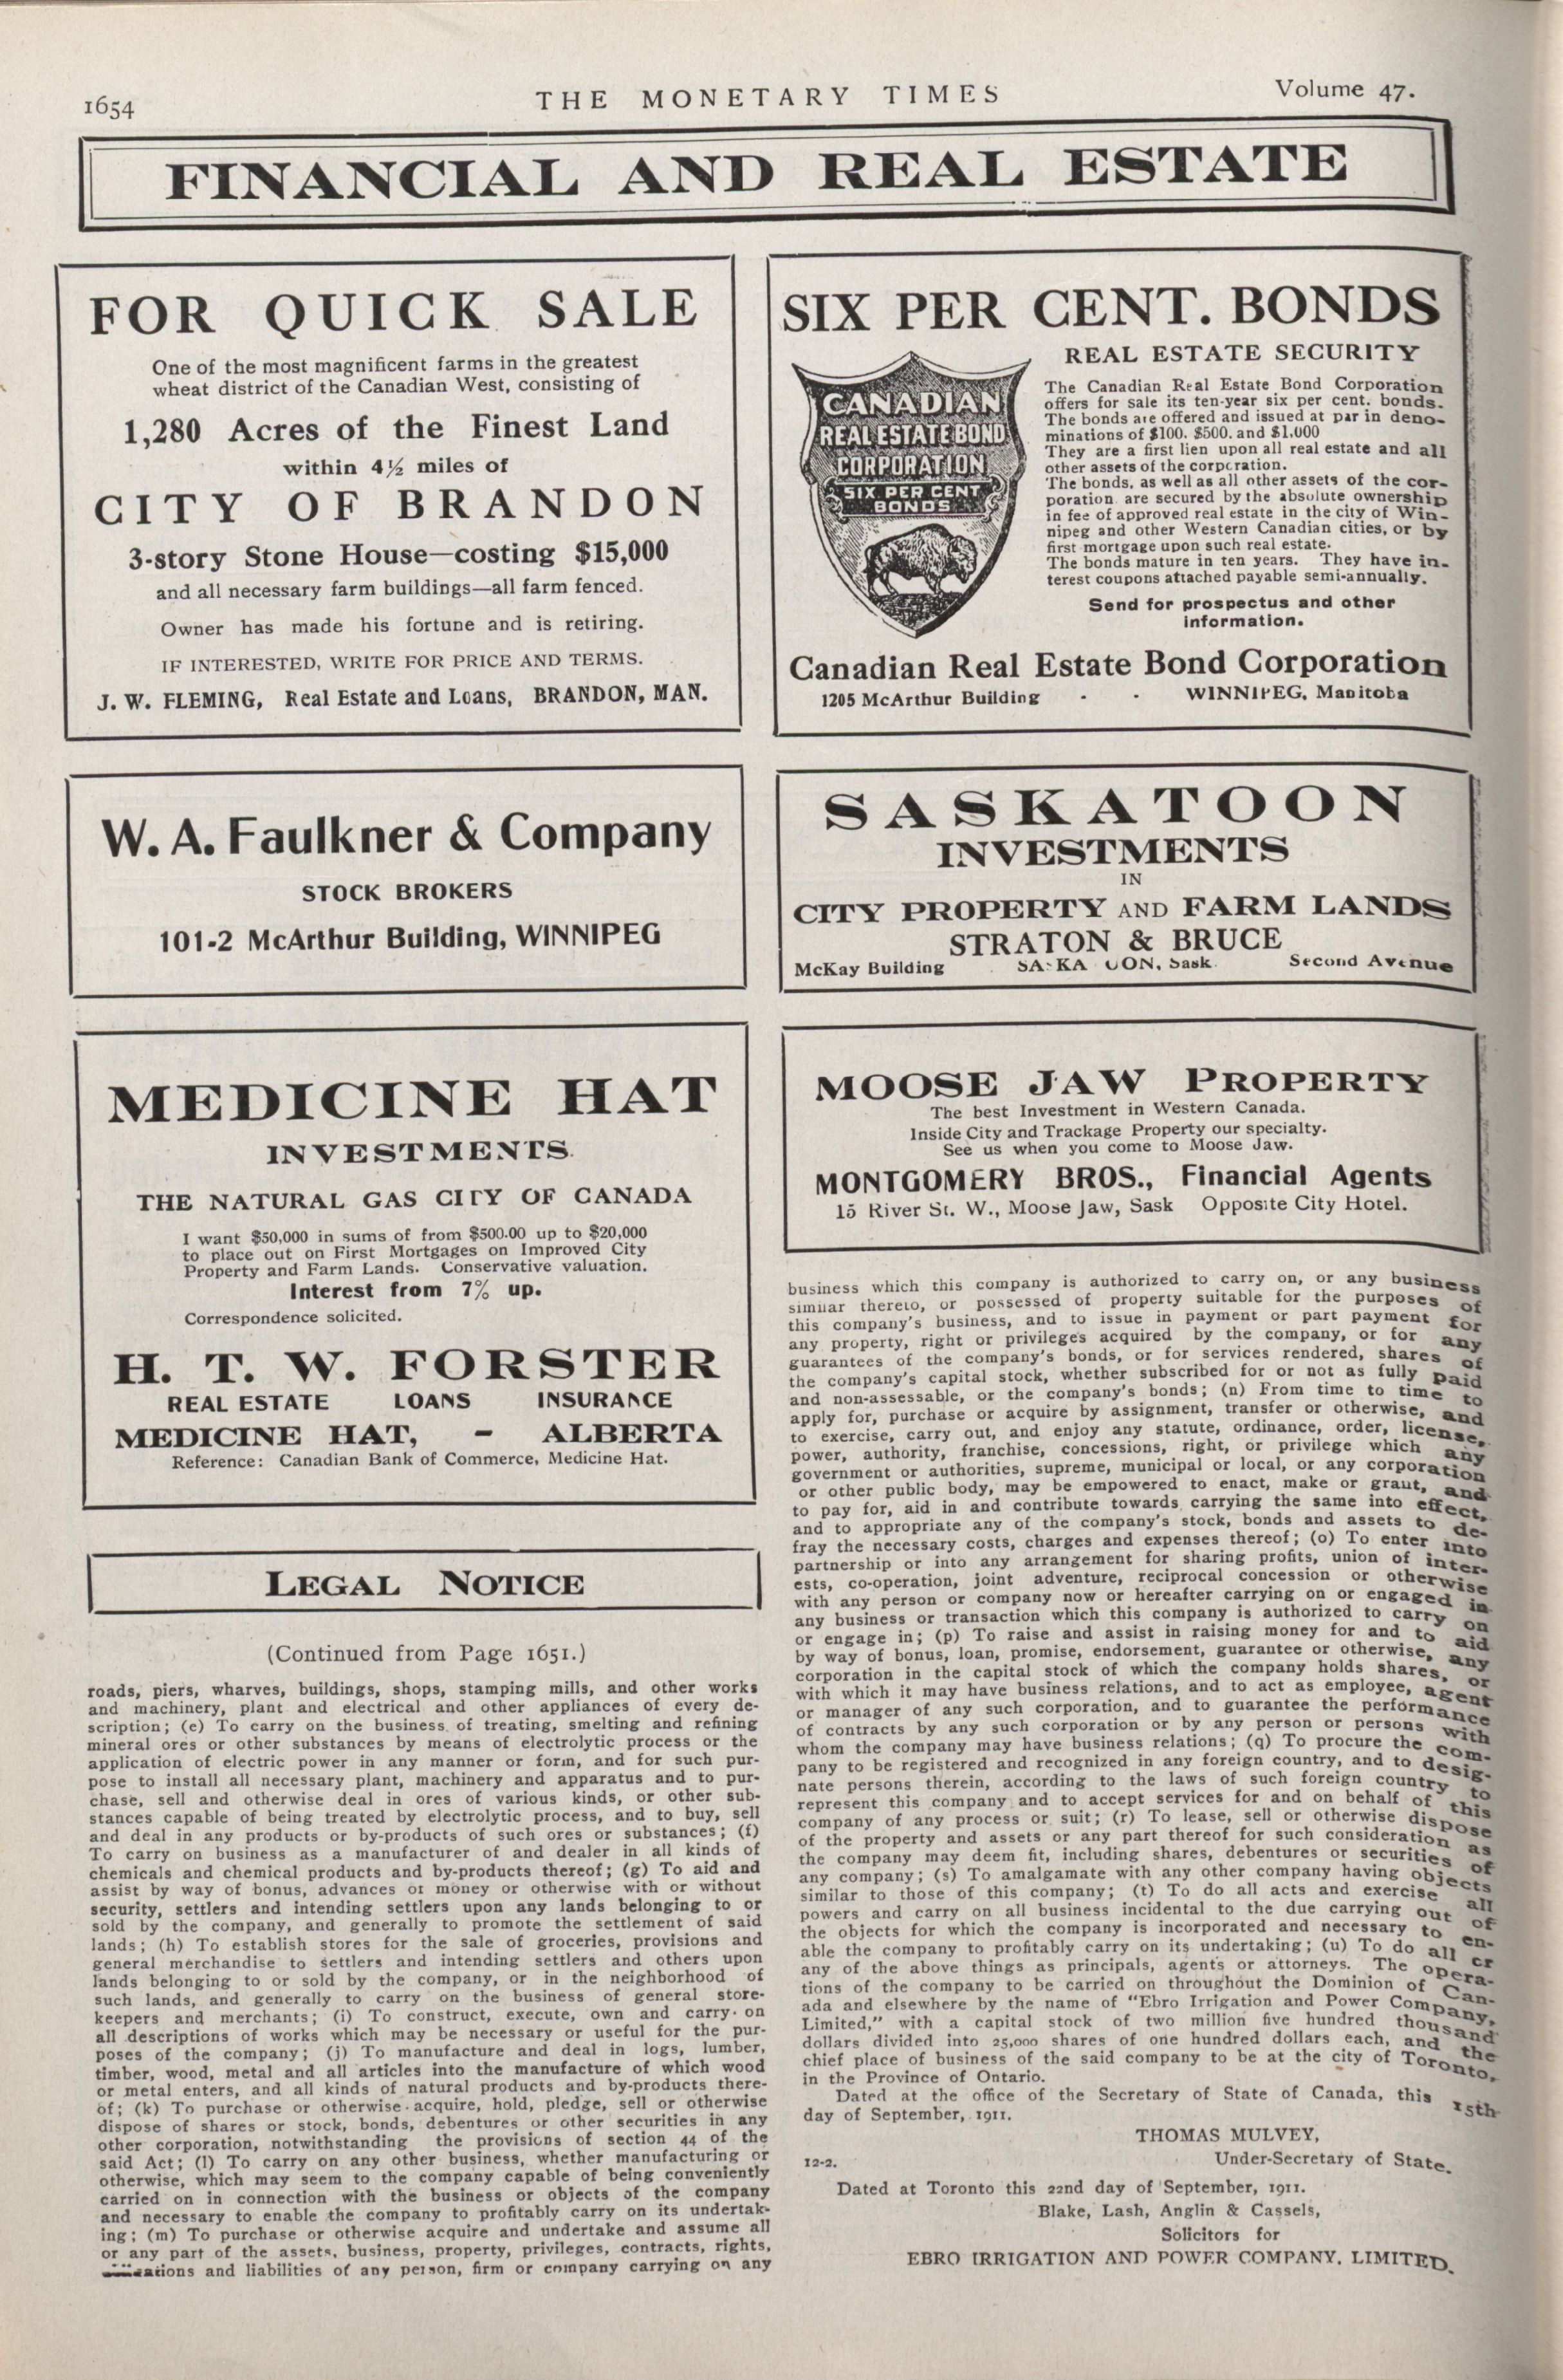 1654
THE MONETARY TIMES
Volume 47.
FINANCIAL AND REAL ESTATE
FOR QUICK SALE
One of the most magnificent farms in the greatest
wheat district of the Canadian West, consisting of
1,280 Acres of the Finest Land
within 4½ miles of
CITY OF BRANDON
3-story Stone House—costing $15,000
and all necessary farm buildings—all farm fenced.
Owner has made his fortune and is retiring.
IF INTERESTED, WRITE FOR PRICE AND TERMS.
J. W. FLEMING, Real Estate and Loans, BRANDON, MAN.
SIX PER CENT. BONDS
CANADIAN
REAL ESTATE BOND
CORPORATION
SIX PER CENT
BONDS
REAL ESTATE SECURITY
The Canadian Real Estate Bond Corporation
offers for sale its ten-year six per cent. bonds.
The bonds are offered and issued at par in deno-
minations of $100. $500. and $1.000
They are a first lien upon all real estate and all
other assets of the corporation.
The bonds, as well as all other assets of the cor-
poration are secured by the absolute ownership
in fee of approved real estate in the city of Win-
nipeg and other Western Canadian cities, or by
first mortgage upon such real estate.
The bonds mature in ten years. They have in-
terest coupons attached payable semi-annually.
Send for prospectus and other
information.
Canadian Real Estate Bond Corporation
1205 McArthur Building - - WINNIPEG, Manitoba
W. A. Faulkner & Company
STOCK BROKERS
101-2 McArthur Building, WINNIPEG
SASKATOON
INVESTMENTS
IN
CITY PROPERTY AND FARM LANDS
STRATON & BRUCE
McKay Building SASKATOON, Sask. Second Avenue
MEDICINE HAT
INVESTMENTS.
THE NATURAL GAS CITY OF CANADA
I want $50,000 in sums of from $500.00 up to $20,000
to place out on First Mortgages on Improved City
Property and Farm Lands. Conservative valuation.
Interest from 7% up.
Correspondence solicited.
H. T. W. FORSTER
REAL ESTATE LOANS INSURANCE
MEDICINE HAT, - ALBERTA
Reference: Canadian Bank of Commerce, Medicine Hat.
MOOSE JAW PROPERTY
The best Investment in Western Canada.
Inside City and Trackage Property our specialty.
See us when you come to Moose Jaw.
MONTGOMERY BROS., Financial Agents
15 River St. W., Moose Jaw, Sask Opposite City Hotel.
LEGAL NOTICE
(Continued from Page 1651.)
roads, piers, wharves, buildings, shops, stamping mills, and other works
and machinery, plant and electrical and other appliances of every de-
scription; (e) To carry on the business of treating, smelting and refining
mineral ores or other substances by means of electrolytic process or the
application of electric power in any manner or form, and for such pur-
pose to install all necessary plant, machinery and apparatus and to pur-
chase, sell and otherwise deal in ores of various kinds, or other sub-
stances capable of being treated by electrolytic process, and to buy, sell
and deal in any products or by-products of such ores or substances; (f)
To carry on business as a manufacturer of and dealer in all kinds of
chemicals and chemical products and by-products thereof; (g) To aid and
assist by way of bonus, advances of money or otherwise with or without
security, settlers and intending settlers upon any lands belonging to or
sold by the company, and generally to promote the settlement of said
lands; (h) To establish stores for the sale of groceries, provisions and
general merchandise to settlers and intending settlers and others upon
lands belonging to or sold by the company, or in the neighborhood of
such lands, and generally to carry on the business of general store-
keepers and merchants; (i) To construct, execute, own and carry on
all descriptions of works which may be necessary or useful for the pur-
poses of the company; (j) To manufacture and deal in logs, lumber,
timber, wood, metal and all articles into the manufacture of which wood
or metal enters, and all kinds of natural products and by-products there-
of; (k) To purchase or otherwise acquire, hold, pledge, sell or otherwise
dispose of shares or stock, bonds, debentures or other securities in any
other corporation, notwithstanding the provisions of section 44 of the
said Act; (l) To carry on any other business, whether manufacturing or
otherwise, which may seem to the company capable of being conveniently
carried on in connection with the business or objects of the company
and necessary to enable the company to profitably carry on its undertak-
ing; (m) To purchase or otherwise acquire and undertake and assume all
or any part of the assets, business, property, privileges, contracts, rights,
and liabilities of any person, firm or company carrying on any
business which this company is authorized to carry on, or any business
similar thereto, or possessed of property suitable for the purposes of
this company's business, and to issue in payment or part payment for
any property, right or privileges acquired by the company, or for any
guarantees of the company's bonds, or for services rendered, shares of
the company's capital stock, whether subscribed for or not as fully paid
and non-assessable, or the company's bonds; (n) From time to time to
apply for, purchase or acquire by assignment, transfer or otherwise, and
to exercise, carry out, and enjoy any statute, ordinance, order, license,
power, authority, franchise, concessions, right, or privilege which any
government or authorities, supreme, municipal or local, or any corporation
or other public body, may be empowered to enact, make or grant, and
to pay for, aid in and contribute towards carrying the same into effect,
and to appropriate any of the company's stock, bonds and assets to de-
fray the necessary costs, charges and expenses thereof; (o) To enter into
partnership or into any arrangement for sharing profits, union of inter-
ests, co-operation, joint adventure, reciprocal concession or otherwise
with any person or company now or hereafter carrying on or engaged in
any business or transaction which this company is authorized to carry on
or engage in; (p) To raise and assist in raising money for and to aid
by way of bonus, loan, promise, endorsement, guarantee or otherwise, any
corporation in the capital stock of which the company holds shares, or
with which it may have business relations, and to act as employee, agent
or manager of any such corporation, and to guarantee the performance
of contracts by any such corporation or by any person or persons with
whom the company may have business relations; (q) To procure the com-
pany to be registered and recognized in any foreign country, and to desig-
nate persons therein, according to the laws of such foreign country to
represent this company and to accept services for and on behalf of this
company of any process or suit; (r) To lease, sell or otherwise dispose
of the property and assets or any part thereof for such consideration as
the company may deem fit, including shares, debentures or securities of
any company; (s) To amalgamate with any other company having objects
similar to those of this company; (t) To do all acts and exercise all
powers and carry on all business incidental to the due carrying out of
the objects for which the company is incorporated and necessary to en-
able the company to profitably carry on its undertaking; (u) To do all or
any of the above things as principals, agents or attorneys. The opera-
tions of the company to be carried on throughout the Dominion of Can-
ada and elsewhere by the name of "Ebro Irrigation and Power Company,
Limited," with a capital stock of two million five hundred thousand
dollars divided into 25,000 shares of one hundred dollars each, and the
chief place of business of the said company to be at the city of Toronto,
in the Province of Ontario.
Dated at the office of the Secretary of State of Canada, this 15th
day of September, 1911.
THOMAS MULVEY,
Under-Secretary of State.
12-2.
Dated at Toronto this 22nd day of September, 1911.
Blake, Lash, Anglin & Cassels,
Solicitors for
EBRO IRRIGATION AND POWER COMPANY, LIMITED.